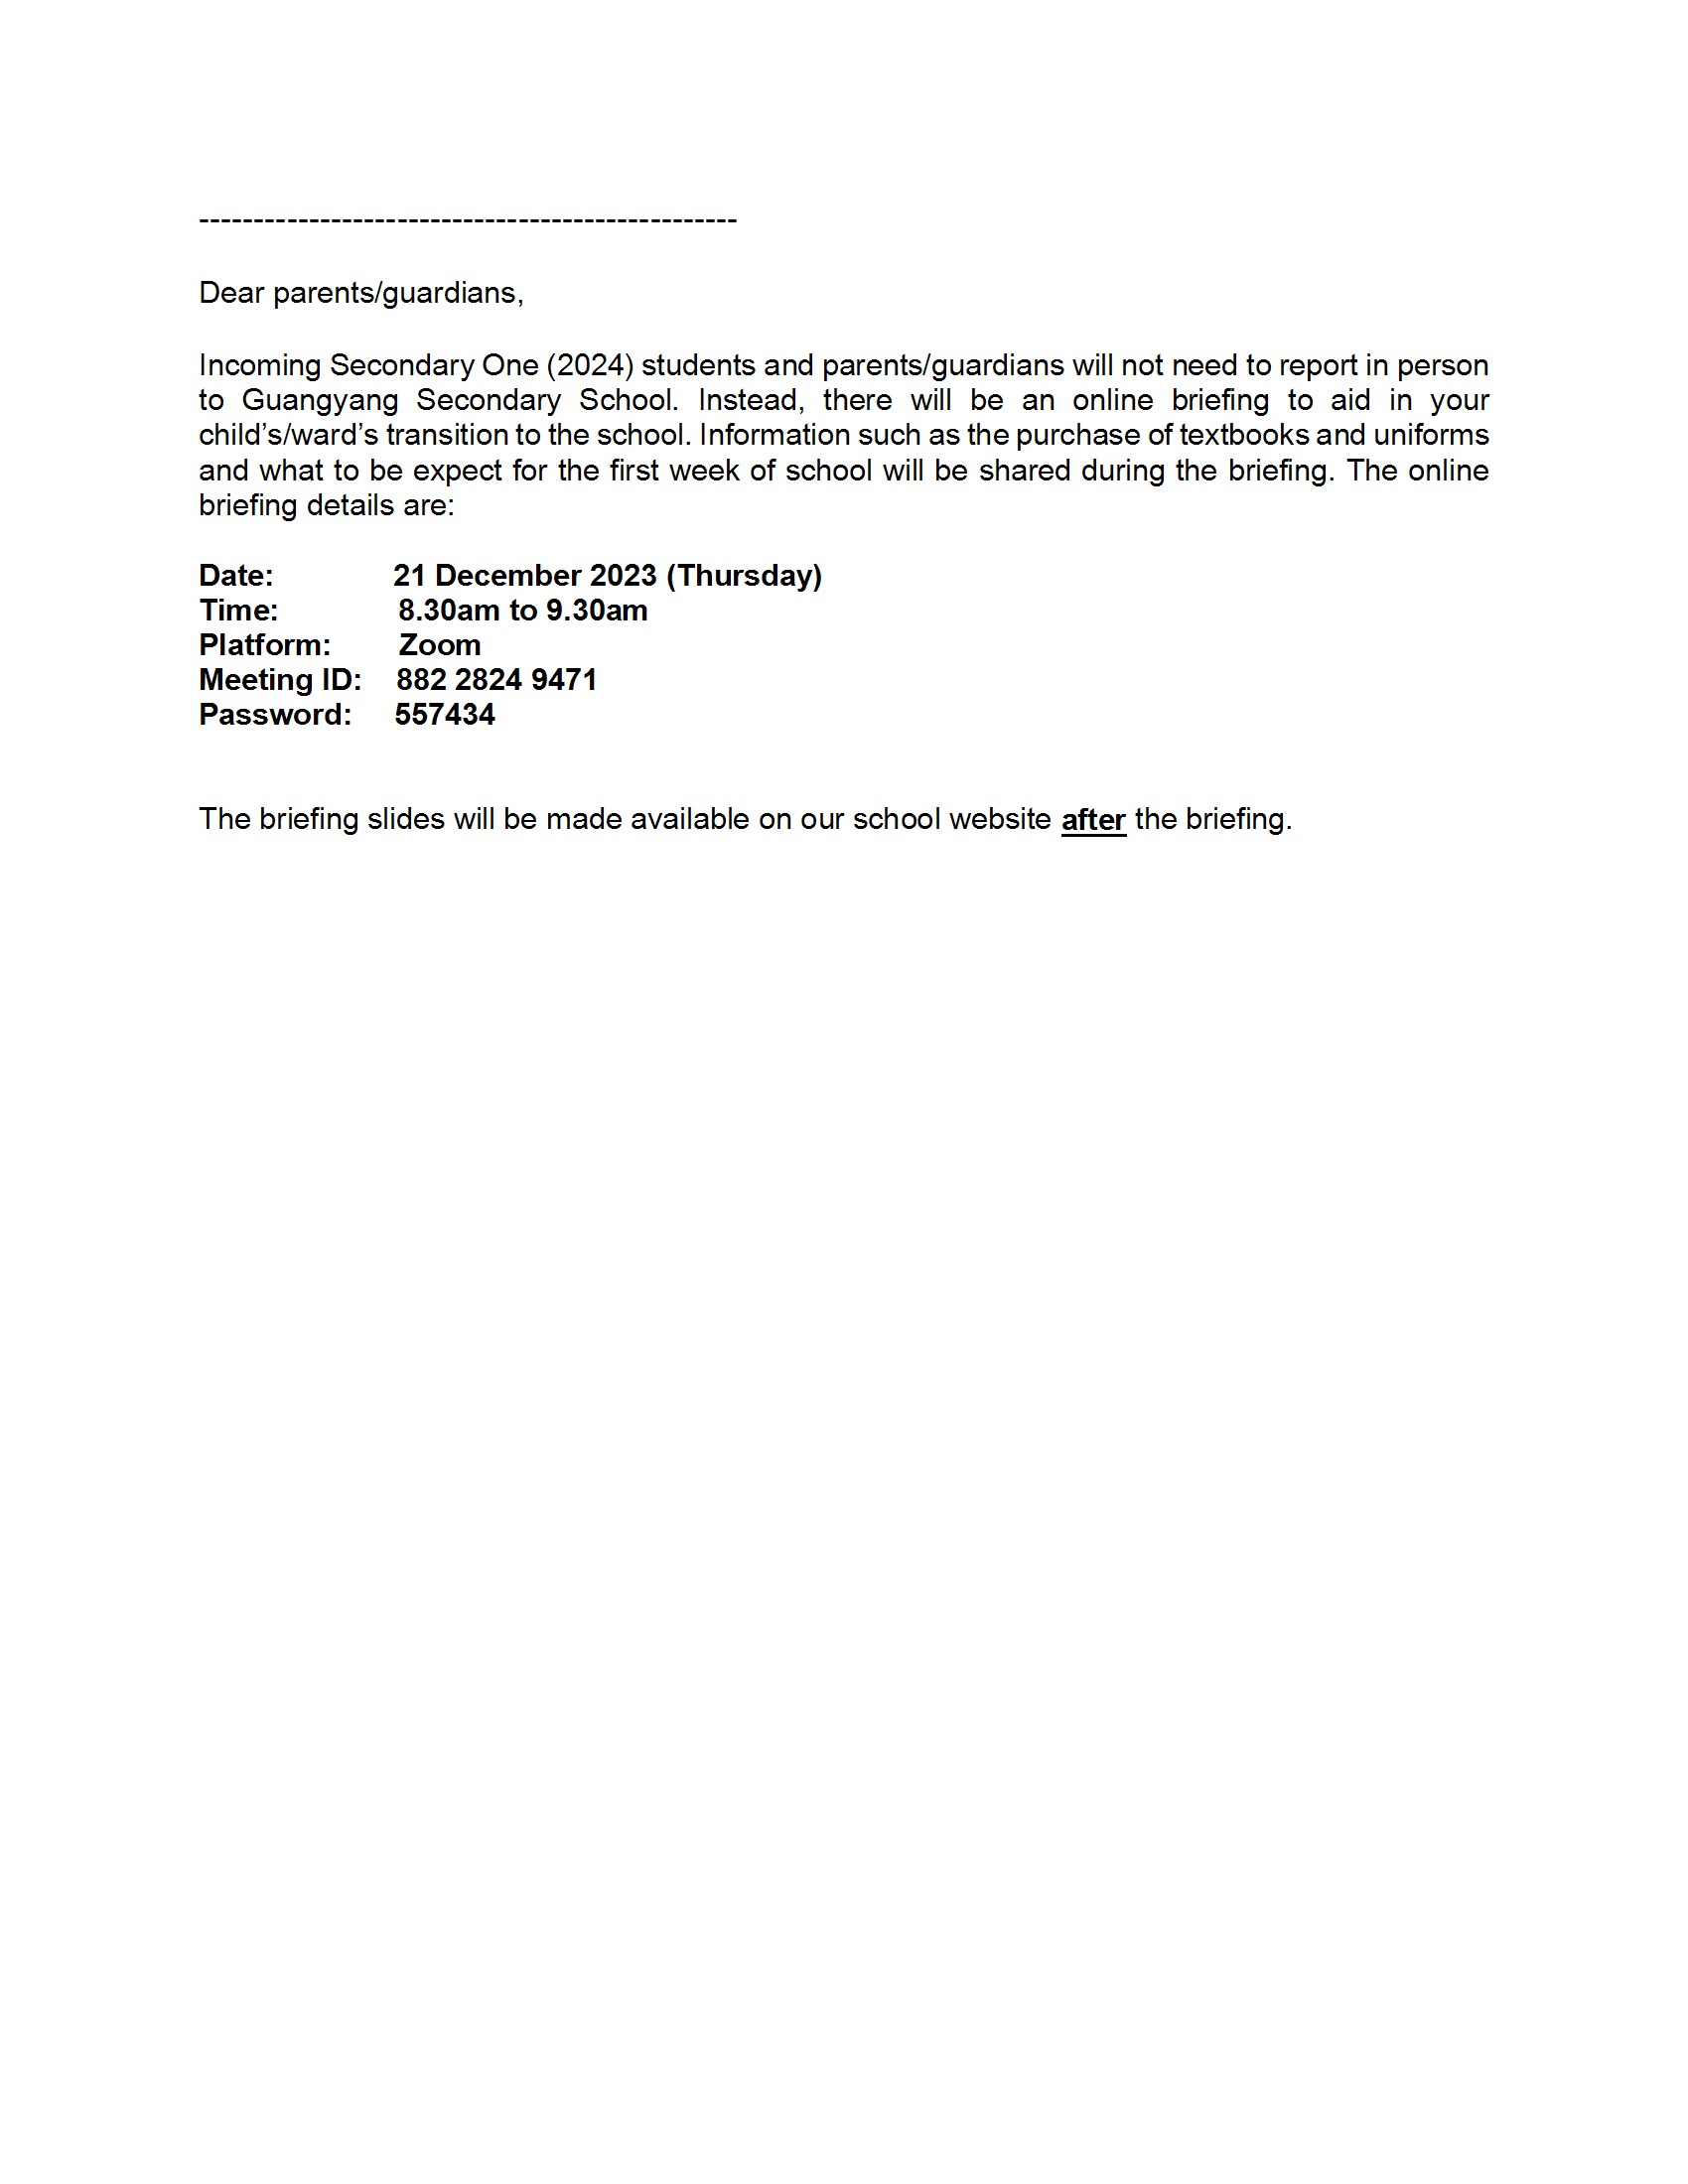 -------------------------------------------------
Dear parents/guardians,
Incoming Secondary One (2024) students and parents/guardians will not need to report in person
to Guangyang Secondary School. Instead, there will be an online briefing to aid in your
child’s/ward’s transition to the school. Information such as the purchase of textbooks and uniforms
and what to be expect for the first week of school will be shared during the briefing. The online
briefing details are:
Date: 21 December 2023 (Thursday)
Time: 8.30am to 9.30am
Platform: Zoom
Meeting ID: 882 2824 9471
Password: 557434
The briefing slides will be made available on our school website after the briefing.